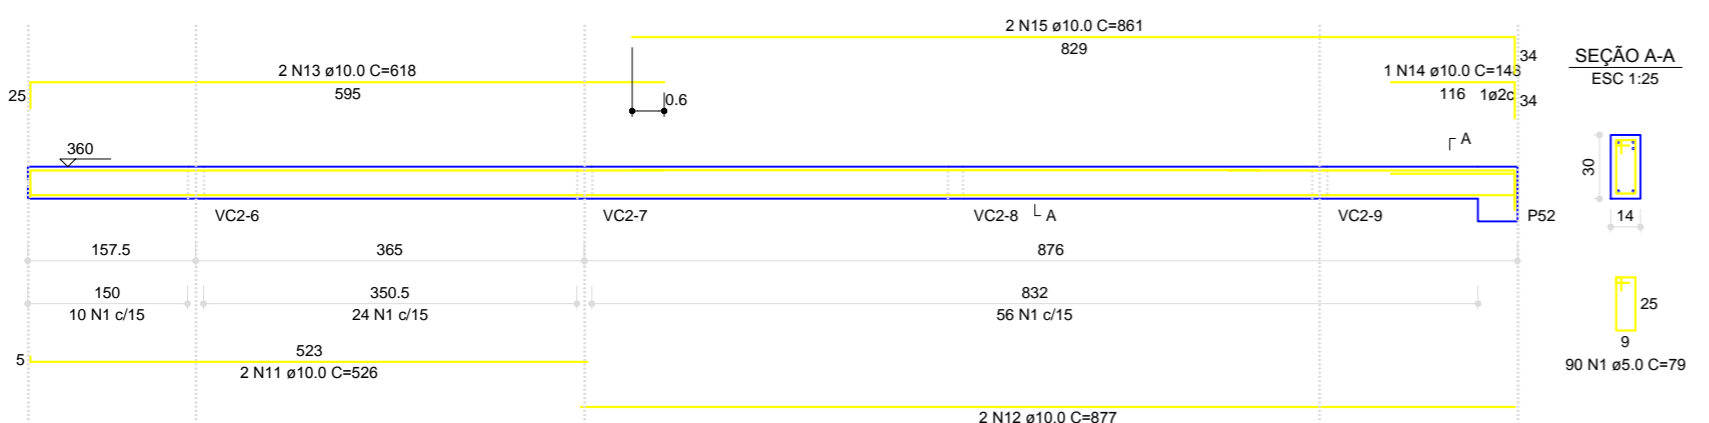 2 N15 ø10.0 C=861
829
34
SEÇÃO A-A
ESC 1:25
2 N13 ø10.0 C=618
595
25
0.6
1 N14 ø10.0 C=148
116 1ø2c
34
A
360
30
14
VC2-6
VC2-7
VC2-8
A
VC2-9
P52
157.5
365
876
150
10 N1 c/15
350.5
24 N1 c/15
832
56 N1 c/15
25
9
90 N1 ø5.0 C=79
5
523
2 N11 ø10.0 C=526
2 N12 ø10.0 C=877